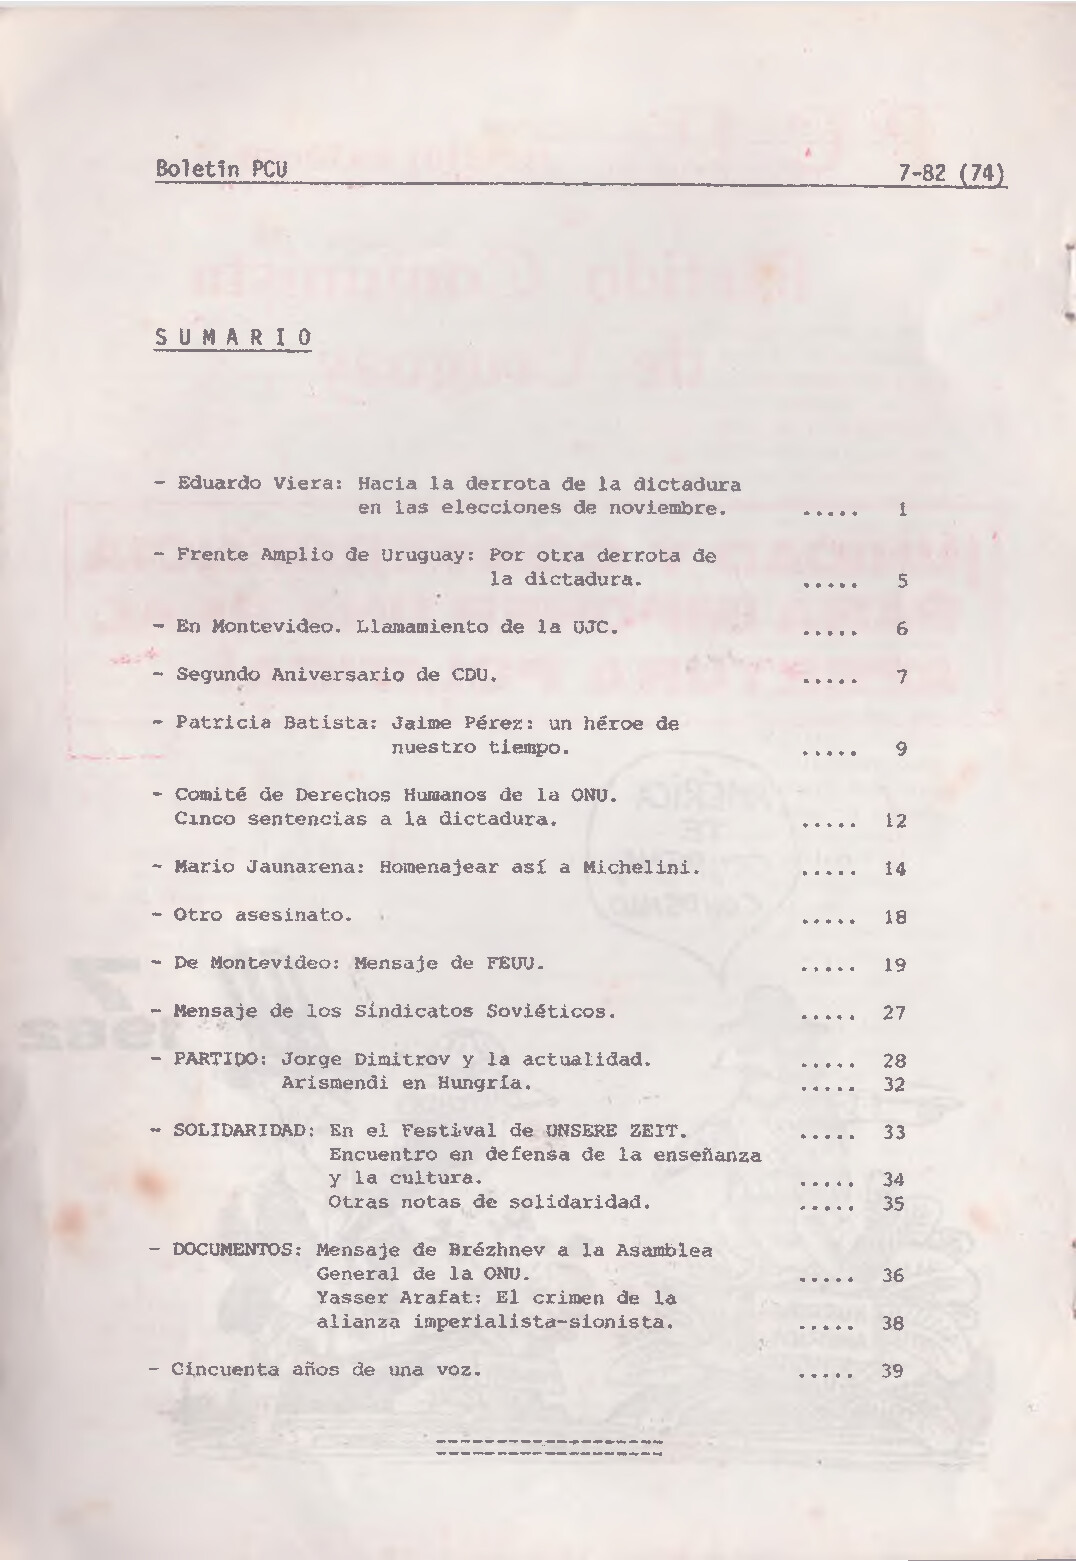 Boletín PCU 7-82 (74)
S U M A R I O
- Eduardo Viera: Hacia la derrota de la dictadura
en las elecciones de noviembre. ..... 1
- Frente Amplio de Uruguay: Por otra derrota de
la dictadura. ..... 5
- En Montevideo. Llamamiento de la UJC. ..... 6
- Segundo Aniversario de CDU. ..... 7
- Patricia Batista: Jaime Pérez: un héroe de
nuestro tiempo. ..... 9
- Comité de Derechos Humanos de la ONU.
Cinco sentencias a la dictadura. ..... 12
- Mario Jaunarena: Homenajear así a Michelini. ..... 14
- Otro asesinato. ..... 18
- De Montevideo: Mensaje de FEUU. ..... 19
- Mensaje de los Sindicatos Soviéticos. ..... 27
- PARTIDO: Jorge Dimitrov y la actualidad. ..... 28
Arismendi en Hungría. ..... 32
- SOLIDARIDAD: En el Festival de UNSERE ZEIT. ..... 33
Encuentro en defensa de la enseñanza
y la cultura. ..... 34
Otras notas de solidaridad. ..... 35
- DOCUMENTOS: Mensaje de Brézhnev a la Asamblea
General de la ONU. ..... 36
Yasser Arafat: El crimen de la
alianza imperialista-sionista. ..... 38
- Cincuenta años de una voz. ..... 39